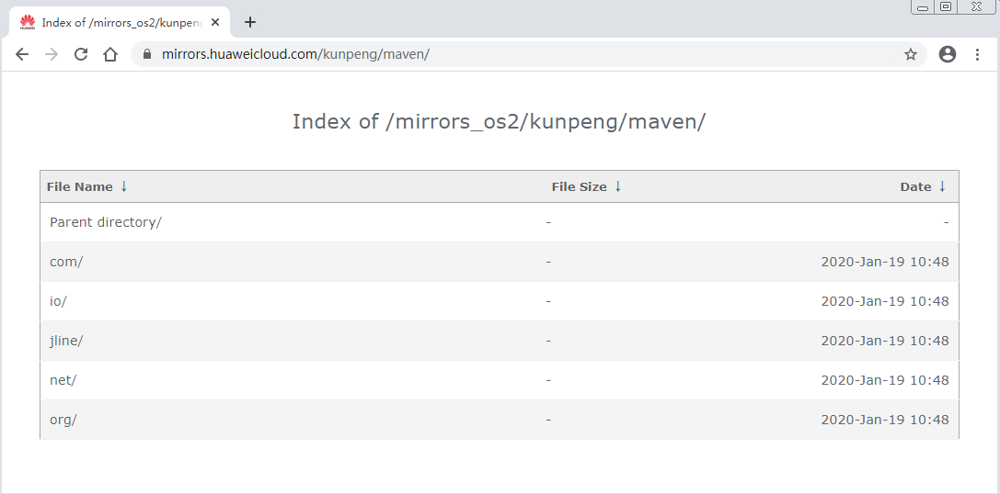 Index of /mirrors_os2/kunpeng
mirrors.huaweicloud.com/kunpeng/maven/
Index of /mirrors_os2/kunpeng/maven/
File Name ↓ File Size ↓ Date ↓
Parent directory/ - -
com/ - 2020-Jan-19 10:48
io/ - 2020-Jan-19 10:48
jline/ - 2020-Jan-19 10:48
net/ - 2020-Jan-19 10:48
org/ - 2020-Jan-19 10:48